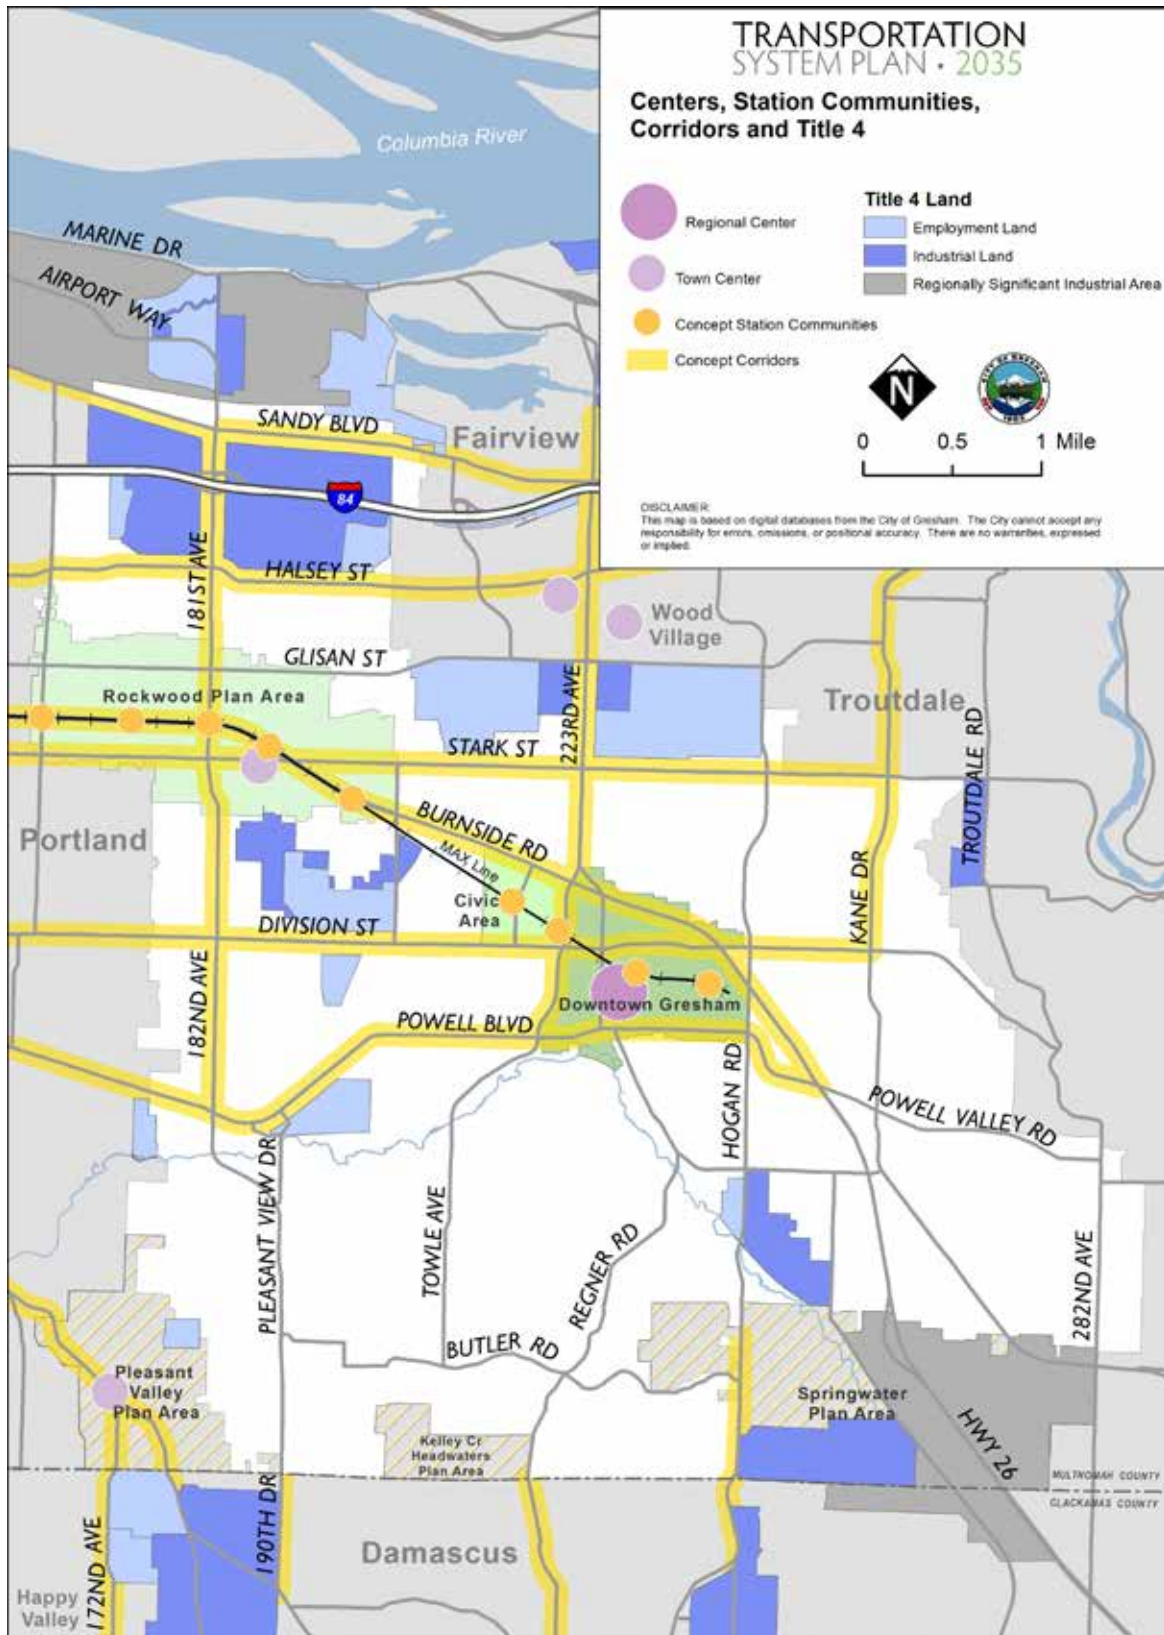 TRANSPORTATION
SYSTEM PLAN • 2035
Centers, Station Communities,
Corridors and Title 4
Regional Center
Town Center
Concept Station Communities
Concept Corridors
Title 4 Land
Employment Land
Industrial Land
Regionally Significant Industrial Area
N
0 0.5 1 Mile
DISCLAIMER:
This map is based on digital databases from the City of Gresham. The City cannot accept any
responsibility for errors, omissions, or positional accuracy. There are no warranties, expressed
or implied.
Columbia River
MARINE DR
AIRPORT WAY
SANDY BLVD
Fairview
84
181ST AVE
HALSEY ST
Wood
Village
GLISAN ST
Rockwood Plan Area
223RD AVE
Troutdale
STARK ST
TROUTDALE RD
Portland
BURNSIDE RD
MAX Line
Civic
Area
KANE DR
DIVISION ST
182ND AVE
Downtown Gresham
POWELL BLVD
HOGAN RD
POWELL VALLEY RD
PLEASANT VIEW DR
TOWLE AVE
REGNER RD
282ND AVE
BUTLER RD
Pleasant
Valley
Plan Area
Springwater
Plan Area
Kelley Cr
Headwaters
Plan Area
HWY 26
MULTNOMAH COUNTY
CLACKAMAS COUNTY
190TH DR
172ND AVE
Damascus
Happy
Valley